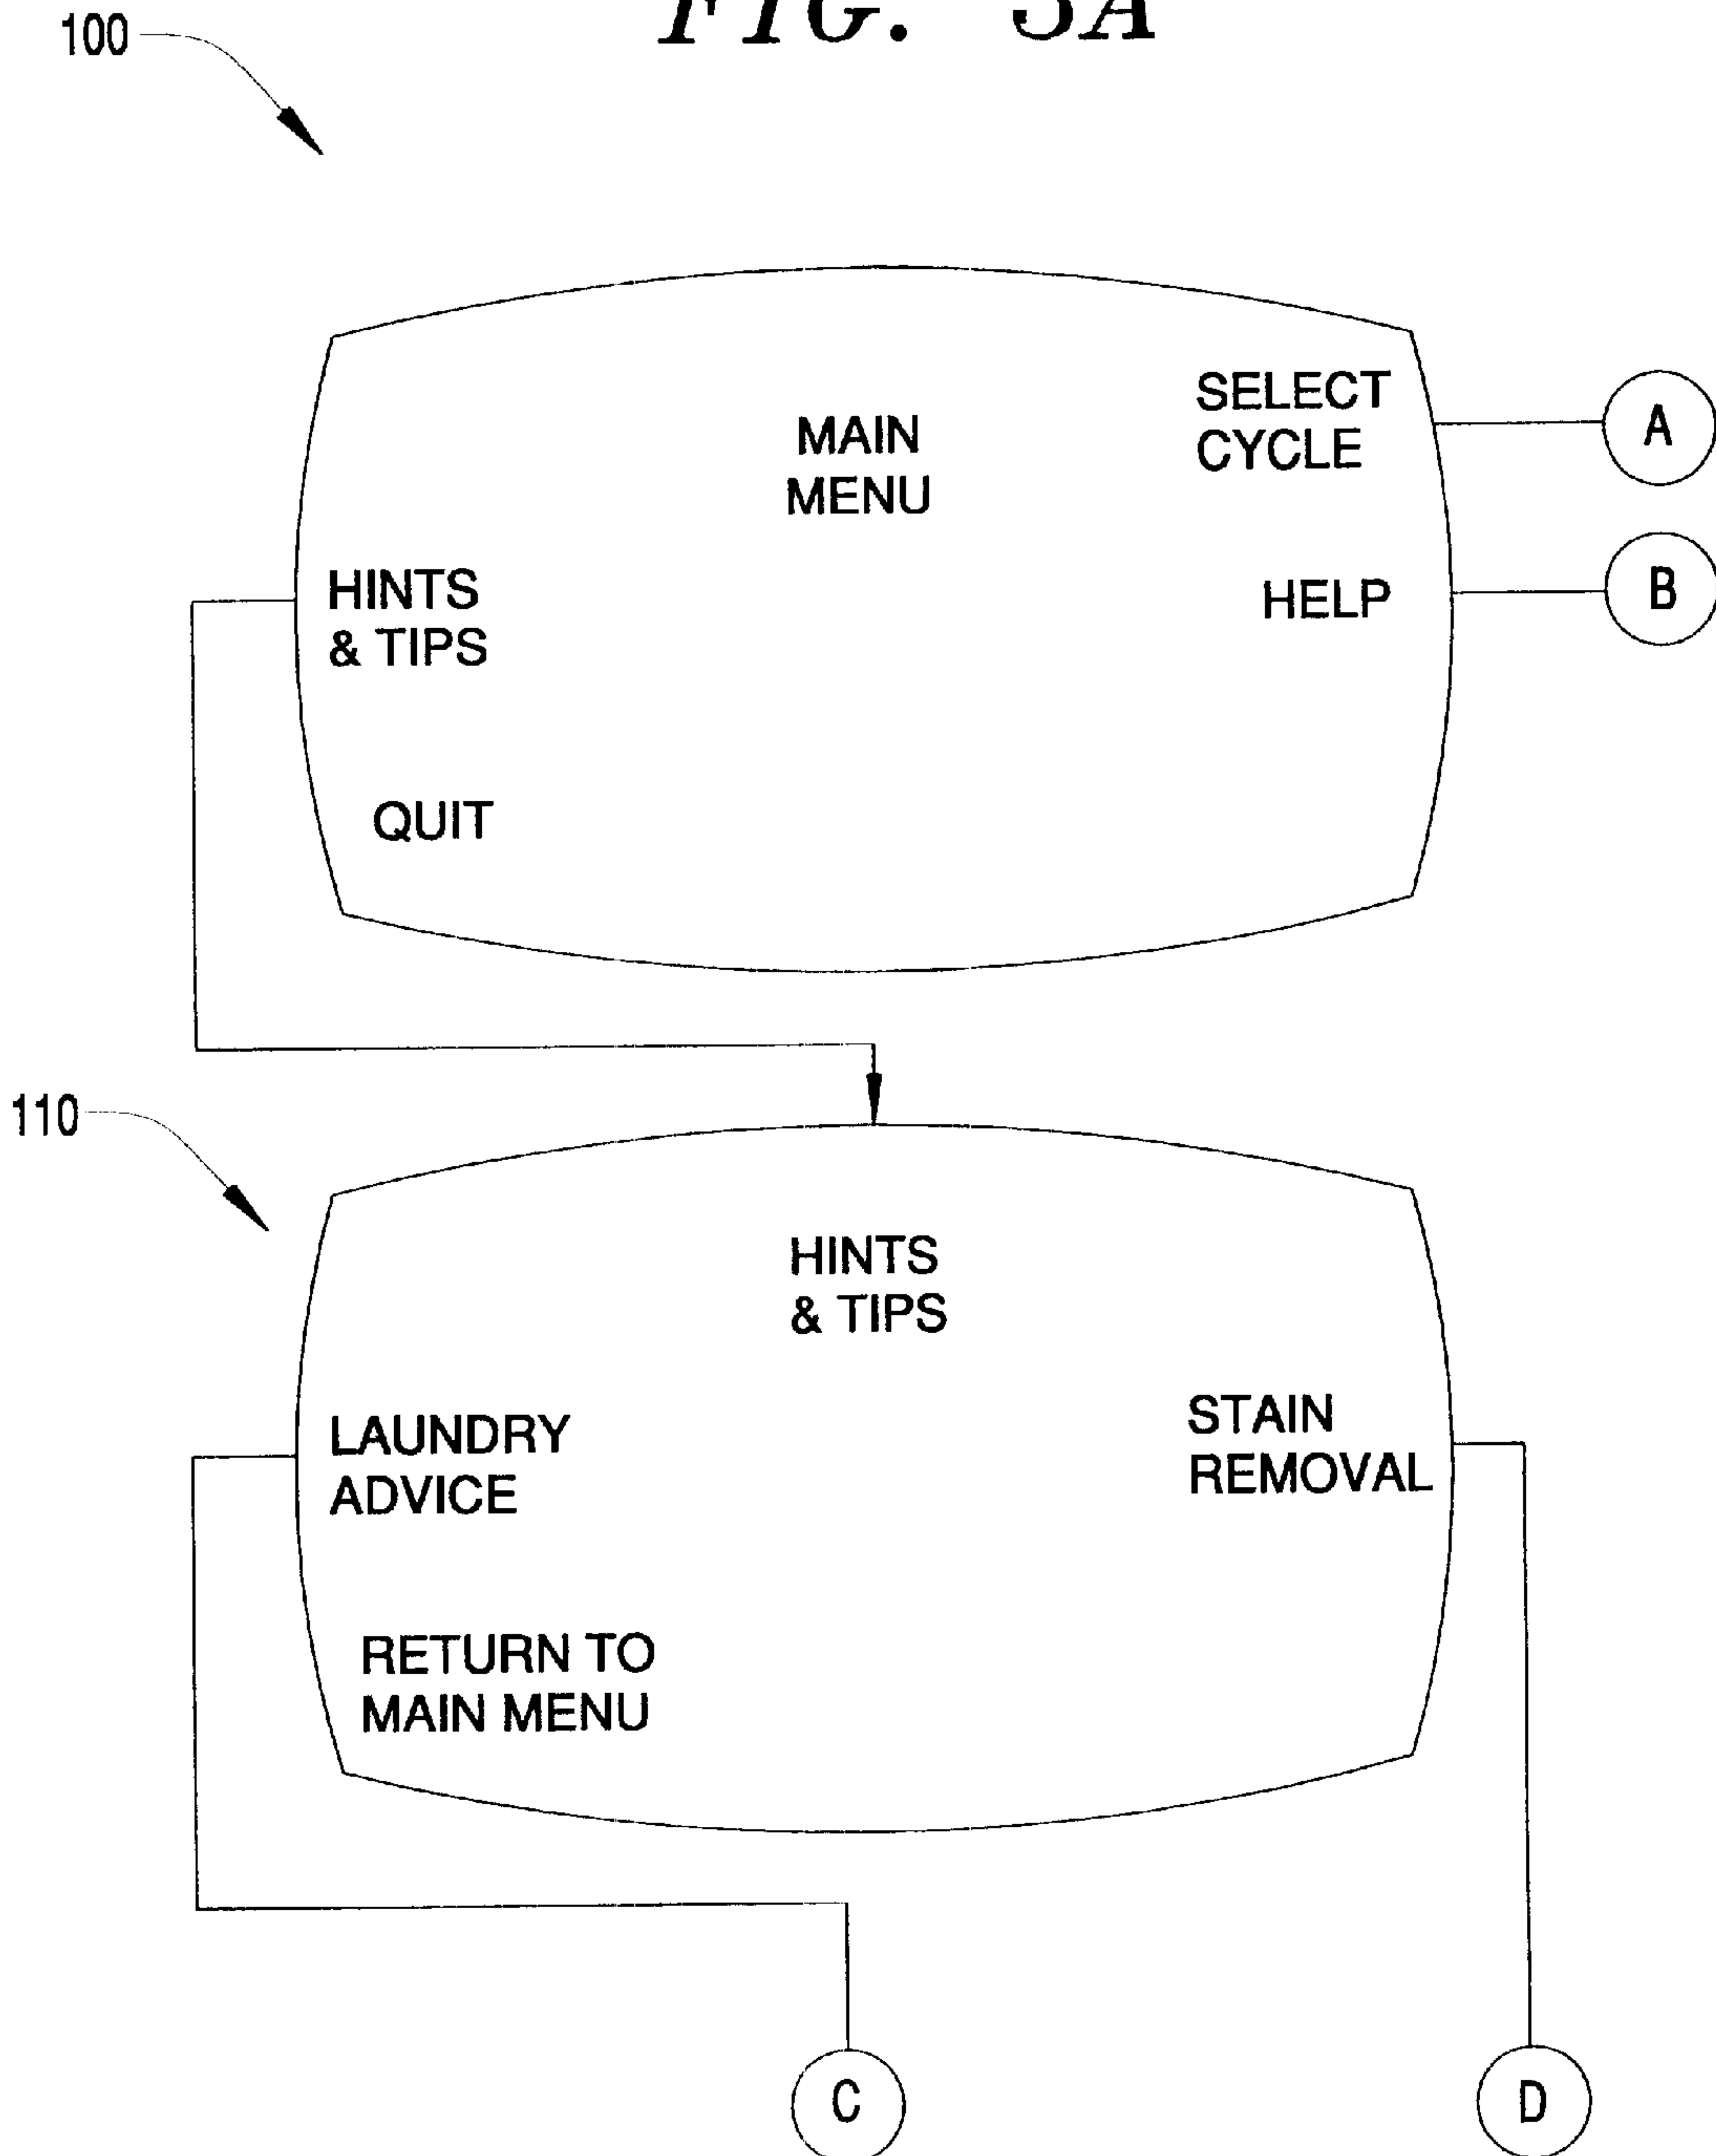 FIG.
100
SELECT
CYCLE
A
MAIN
MENU
HINTS
& TIPS
HELP
B
QUIT
110
HINTS
& TIPS
LAUNDRY
ADVICE
STAIN
REMOVAL
RETURN TO
MAIN MENU
C
D